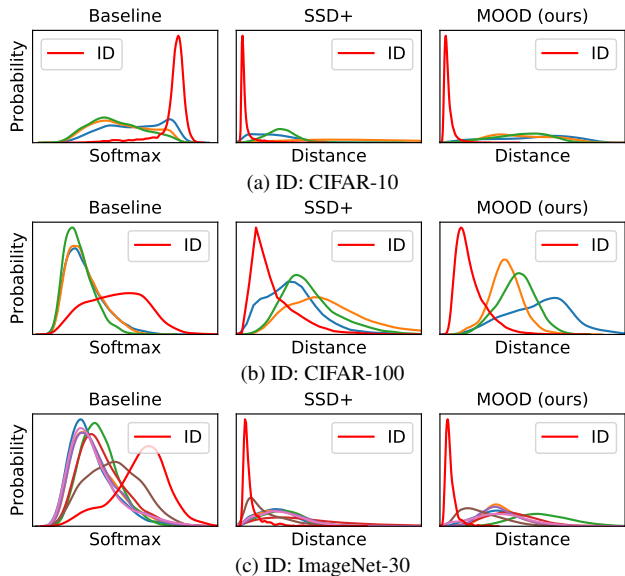 Baseline SSD+ MOOD (ours)
Probability ID ID ID
Softmax Distance Distance
(a) ID: CIFAR-10
Baseline SSD+ MOOD (ours)
Probability ID ID ID
Softmax Distance Distance
(b) ID: CIFAR-100
Baseline SSD+ MOOD (ours)
Probability ID ID ID
Softmax Distance Distance
(c) ID: ImageNet-30